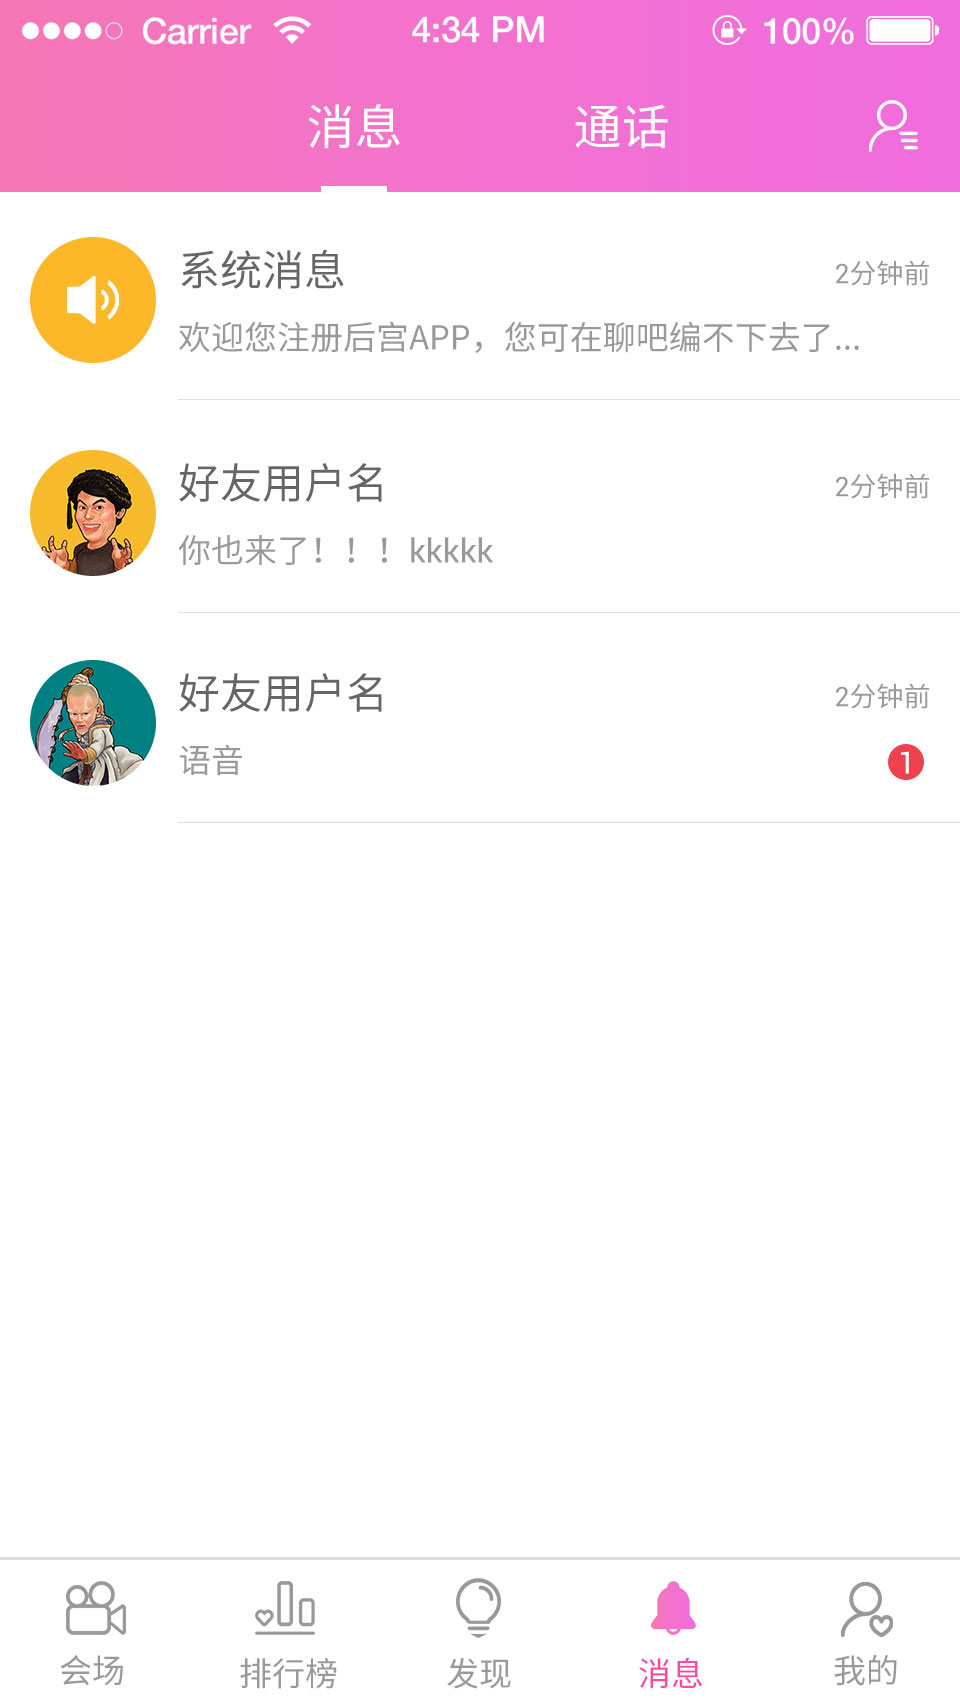 Carrier 4:34 PM 100%
消息 通话
系统消息 2分钟前
欢迎您注册后宫APP，您可在聊吧编不下去了...
好友用户名 2分钟前
你也来了！！！kkkkk
好友用户名 2分钟前
语音 1
会场 排行榜 发现 消息 我的